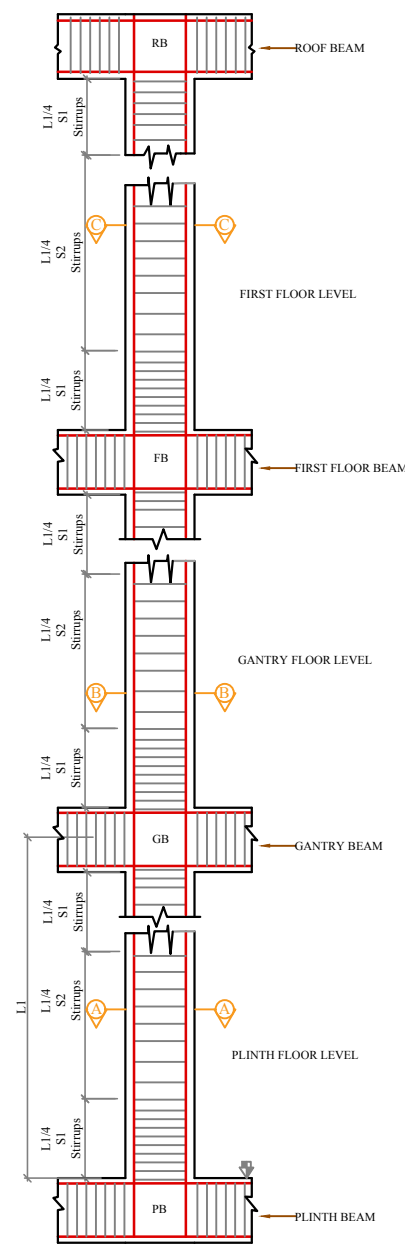 RB
ROOF BEAM
L1/4
S1
Stirrups
C
C
L1/4
S2
Stirrups
FIRST FLOOR LEVEL
L1/4
S1
Stirrups
FB
FIRST FLOOR BEAM
L1/4
S1
Stirrups
L1/4
S2
Stirrups
GANTRY FLOOR LEVEL
B
B
L1/4
S1
Stirrups
GB
GANTRY BEAM
L1/4
S1
Stirrups
L1
L1/4
S2
Stirrups
A
A
PLINTH FLOOR LEVEL
L1/4
S1
Stirrups
PB
PLINTH BEAM